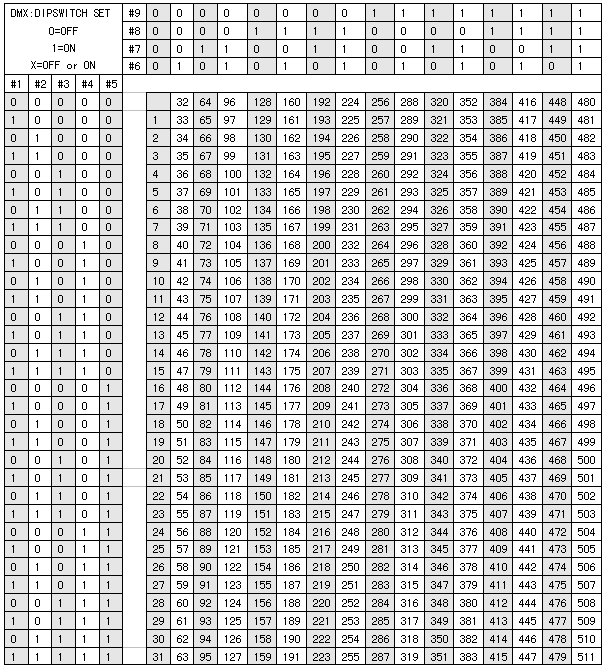 DMX:DIPSWITCH SET #9 0 0 0 0 0 0 0 0 1 1 1 1 1 1 1 1
0=OFF #8 0 0 0 0 1 1 1 1 0 0 0 0 1 1 1 1
1=ON #7 0 0 1 1 0 0 1 1 0 0 1 1 0 0 1 1
X=OFF or ON #6 0 1 0 1 0 1 0 1 0 1 0 1 0 1 0 1
#1 #2 #3 #4 #5
0 0 0 0 0 32 64 96 128 160 192 224 256 288 320 352 384 416 448 480
1 0 0 0 0 1 33 65 97 129 161 193 225 257 289 321 353 385 417 449 481
0 1 0 0 0 2 34 66 98 130 162 194 226 258 290 322 354 386 418 450 482
1 1 0 0 0 3 35 67 99 131 163 195 227 259 291 323 355 387 419 451 483
0 0 1 0 0 4 36 68 100 132 164 196 228 260 292 324 356 388 420 452 484
1 0 1 0 0 5 37 69 101 133 165 197 229 261 293 325 357 389 421 453 485
0 1 1 0 0 6 38 70 102 134 166 198 230 262 294 326 358 390 422 454 486
1 1 1 0 0 7 39 71 103 135 167 199 231 263 295 327 359 391 423 455 487
0 0 0 1 0 8 40 72 104 136 168 200 232 264 296 328 360 392 424 456 488
1 0 0 1 0 9 41 73 105 137 169 201 233 265 297 329 361 393 425 457 489
0 1 0 1 0 10 42 74 106 138 170 202 234 266 298 330 362 394 426 458 490
1 1 0 1 0 11 43 75 107 139 171 203 235 267 299 331 363 395 427 459 491
0 0 1 1 0 12 44 76 108 140 172 204 236 268 300 332 364 396 428 460 492
1 0 1 1 0 13 45 77 109 141 173 205 237 269 301 333 365 397 429 461 493
0 1 1 1 0 14 46 78 110 142 174 206 238 270 302 334 366 398 430 462 494
1 1 1 1 0 15 47 79 111 143 175 207 239 271 303 335 367 399 431 463 495
0 0 0 0 1 16 48 80 112 144 176 208 240 272 304 336 368 400 432 464 496
1 0 0 0 1 17 49 81 113 145 177 209 241 273 305 337 369 401 433 465 497
0 1 0 0 1 18 50 82 114 146 178 210 242 274 306 338 370 402 434 466 498
1 1 0 0 1 19 51 83 115 147 179 211 243 275 307 339 371 403 435 467 499
0 0 1 0 1 20 52 84 116 148 180 212 244 276 308 340 372 404 436 468 500
1 0 1 0 1 21 53 85 117 149 181 213 245 277 309 341 373 405 437 469 501
0 1 1 0 1 22 54 86 118 150 182 214 246 278 310 342 374 406 438 470 502
1 1 1 0 1 23 55 87 119 151 183 215 247 279 311 343 375 407 439 471 503
0 0 0 1 1 24 56 88 120 152 184 216 248 280 312 344 376 408 440 472 504
1 0 0 1 1 25 57 89 121 153 185 217 249 281 313 345 377 409 441 473 505
0 1 0 1 1 26 58 90 122 154 186 218 250 282 314 346 378 410 442 474 506
1 1 0 1 1 27 59 91 123 155 187 219 251 283 315 347 379 411 443 475 507
0 0 1 1 1 28 60 92 124 156 188 220 252 284 316 348 380 412 444 476 508
1 0 1 1 1 29 61 93 125 157 189 221 253 285 317 349 381 413 445 477 509
0 1 1 1 1 30 62 94 126 158 190 222 254 286 318 350 382 414 446 478 510
1 1 1 1 1 31 63 95 127 159 191 223 255 287 319 351 383 415 447 479 511